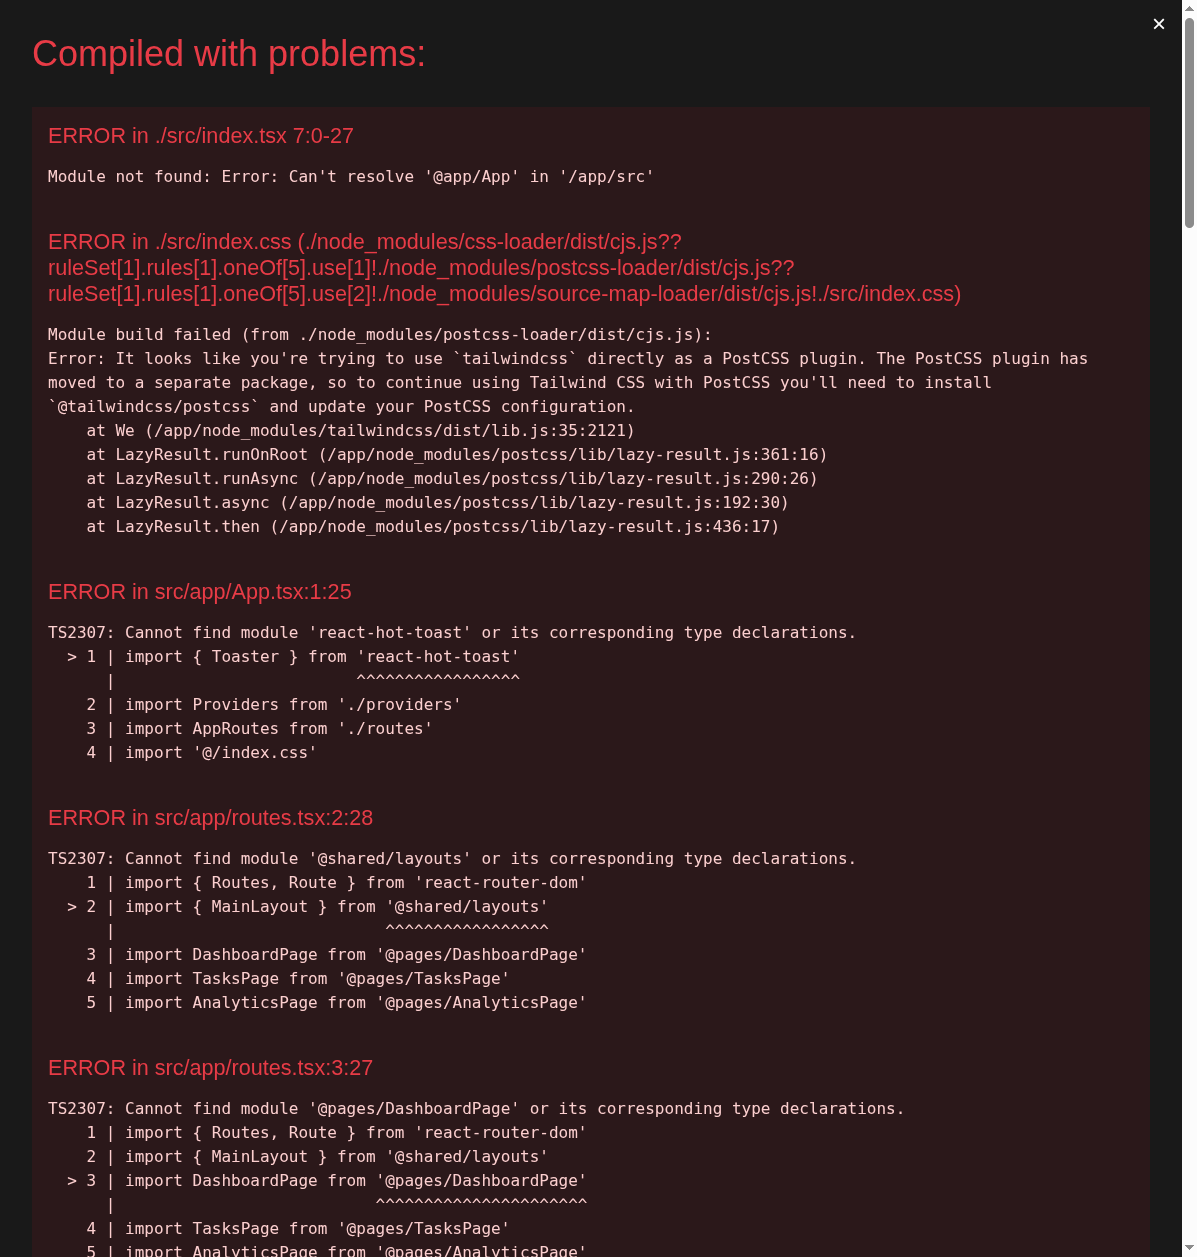 ×
Compiled with problems:
ERROR in ./src/index.tsx 7:0-27
Module not found: Error: Can't resolve '@app/App' in '/app/src'
ERROR in ./src/index.css (./node_modules/css-loader/dist/cjs.js??
ruleSet[1].rules[1].oneOf[5].use[1]!./node_modules/postcss-loader/dist/cjs.js??
ruleSet[1].rules[1].oneOf[5].use[2]!./node_modules/source-map-loader/dist/cjs.js!./src/index.css)
Module build failed (from ./node_modules/postcss-loader/dist/cjs.js):
Error: It looks like you're trying to use `tailwindcss` directly as a PostCSS plugin. The PostCSS plugin has
moved to a separate package, so to continue using Tailwind CSS with PostCSS you'll need to install
`@tailwindcss/postcss` and update your PostCSS configuration.
    at We (/app/node_modules/tailwindcss/dist/lib.js:35:2121)
    at LazyResult.runOnRoot (/app/node_modules/postcss/lib/lazy-result.js:361:16)
    at LazyResult.runAsync (/app/node_modules/postcss/lib/lazy-result.js:290:26)
    at LazyResult.async (/app/node_modules/postcss/lib/lazy-result.js:192:30)
    at LazyResult.then (/app/node_modules/postcss/lib/lazy-result.js:436:17)
ERROR in src/app/App.tsx:1:25
TS2307: Cannot find module 'react-hot-toast' or its corresponding type declarations.
  > 1 | import { Toaster } from 'react-hot-toast'
      |                         ^^^^^^^^^^^^^^^^^
    2 | import Providers from './providers'
    3 | import AppRoutes from './routes'
    4 | import '@/index.css'
ERROR in src/app/routes.tsx:2:28
TS2307: Cannot find module '@shared/layouts' or its corresponding type declarations.
    1 | import { Routes, Route } from 'react-router-dom'
  > 2 | import { MainLayout } from '@shared/layouts'
      |                            ^^^^^^^^^^^^^^^^^
    3 | import DashboardPage from '@pages/DashboardPage'
    4 | import TasksPage from '@pages/TasksPage'
    5 | import AnalyticsPage from '@pages/AnalyticsPage'
ERROR in src/app/routes.tsx:3:27
TS2307: Cannot find module '@pages/DashboardPage' or its corresponding type declarations.
    1 | import { Routes, Route } from 'react-router-dom'
    2 | import { MainLayout } from '@shared/layouts'
  > 3 | import DashboardPage from '@pages/DashboardPage'
      |                           ^^^^^^^^^^^^^^^^^^^^^^
    4 | import TasksPage from '@pages/TasksPage'
    5 | import AnalyticsPage from '@pages/AnalyticsPage'